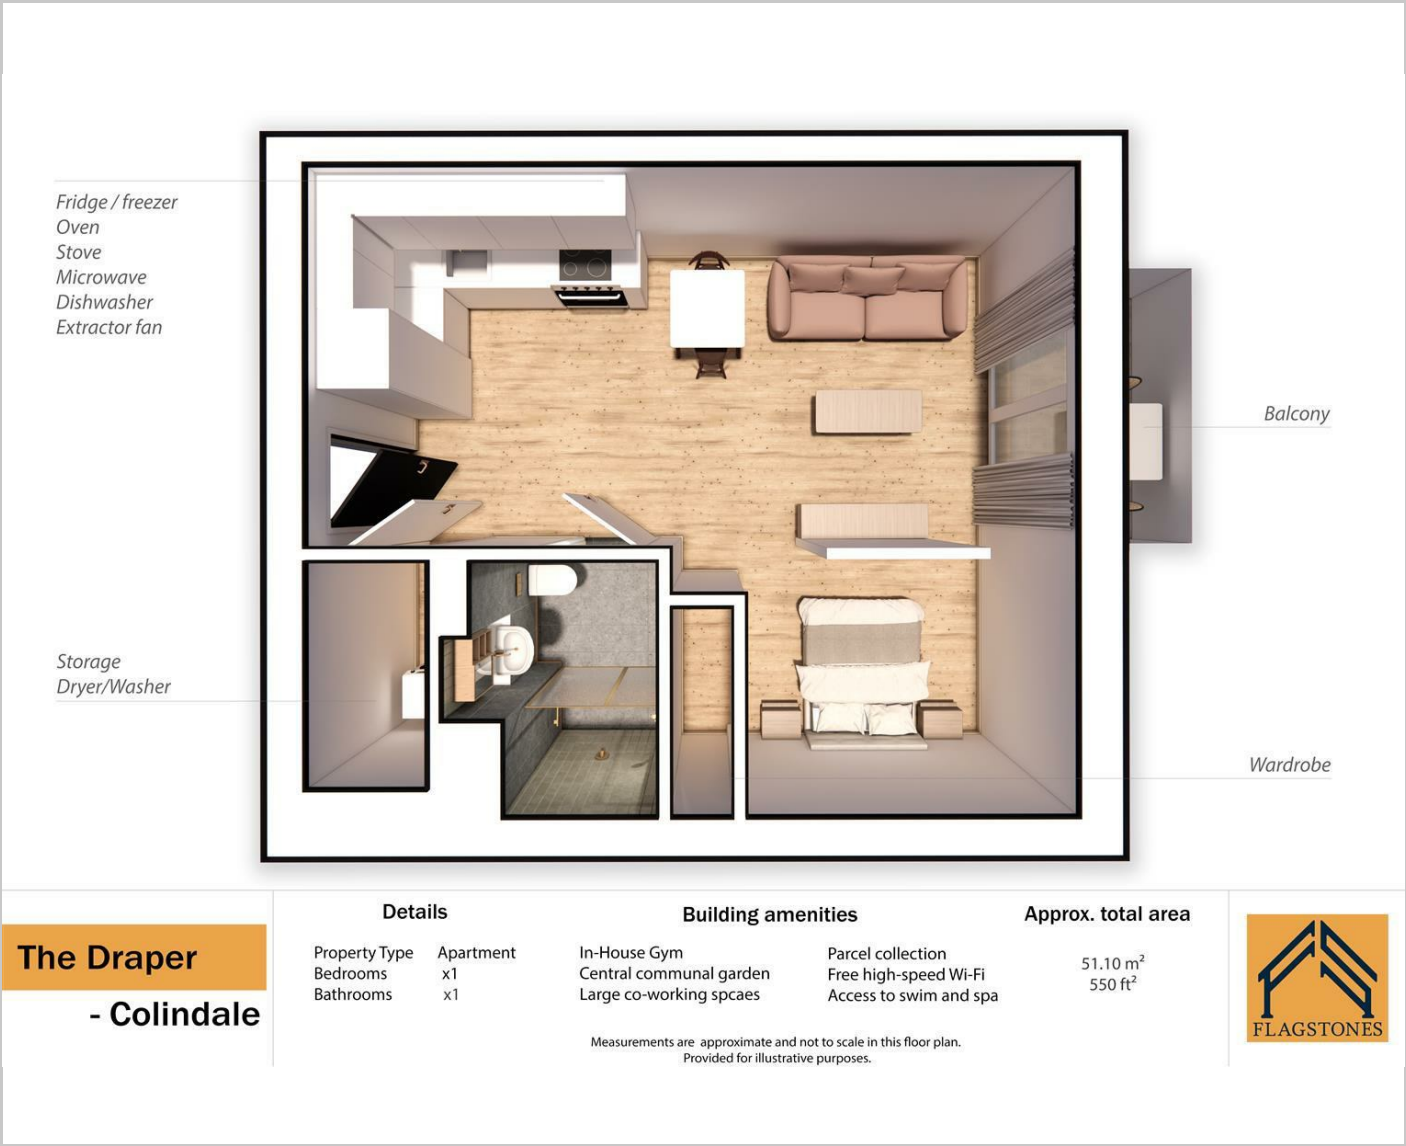 Fridge / freezer
Oven
Stove
Microwave
Dishwasher
Extractor fan
Balcony
Storage
Dryer/Washer
Wardrobe
The Draper
- Colindale
Details
Property Type Apartment
Bedrooms x1
Bathrooms x1
Building amenities
In-House Gym
Central communal garden
Large co-working spcaes
Parcel collection
Free high-speed Wi-Fi
Access to swim and spa
Approx. total area
51.10 m²
550 ft²
Measurements are approximate and not to scale in this floor plan.
Provided for illustrative purposes.
FLAGSTONES